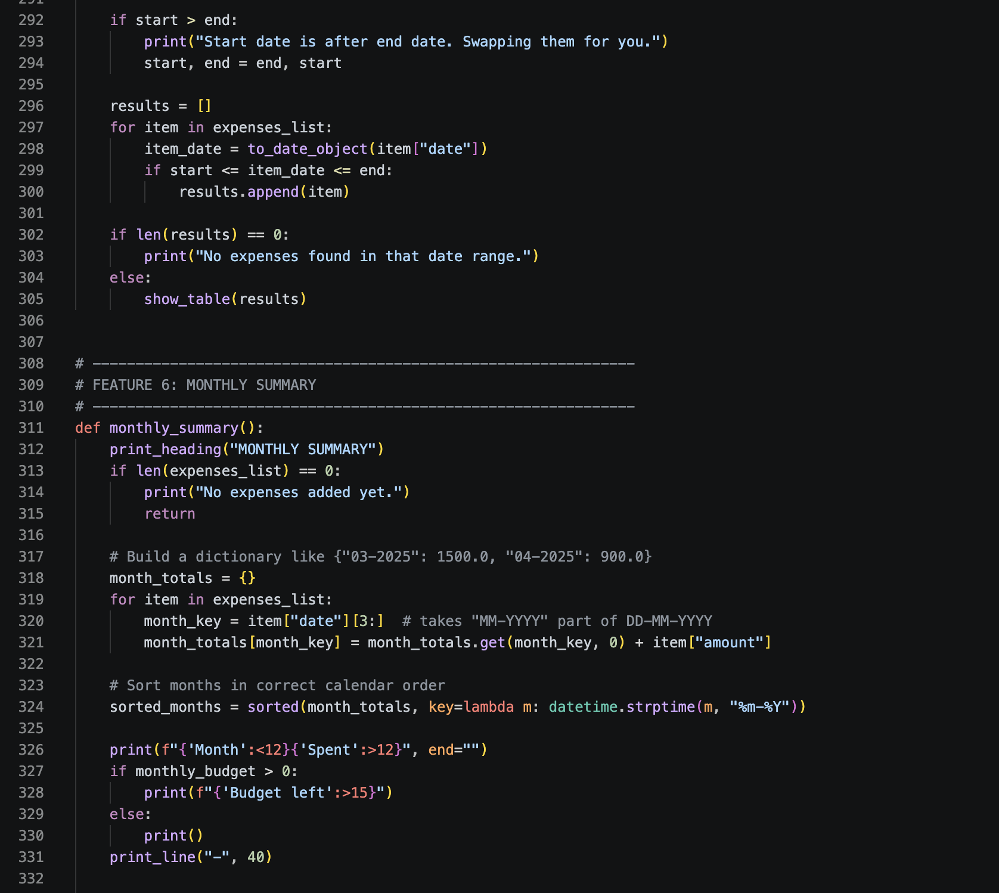 291
292 if start > end:
293 print("Start date is after end date. Swapping them for you.")
294 start, end = end, start
295
296 results = []
297 for item in expenses_list:
298 item_date = to_date_object(item["date"])
299 if start <= item_date <= end:
300 results.append(item)
301
302 if len(results) == 0:
303 print("No expenses found in that date range.")
304 else:
305 show_table(results)
306
307
308 # ---------------------------------------------------------------
309 # FEATURE 6: MONTHLY SUMMARY
310 # ---------------------------------------------------------------
311 def monthly_summary():
312 print_heading("MONTHLY SUMMARY")
313 if len(expenses_list) == 0:
314 print("No expenses added yet.")
315 return
316
317 # Build a dictionary like {"03-2025": 1500.0, "04-2025": 900.0}
318 month_totals = {}
319 for item in expenses_list:
320 month_key = item["date"][3:]  # takes "MM-YYYY" part of DD-MM-YYYY
321 month_totals[month_key] = month_totals.get(month_key, 0) + item["amount"]
322
323 # Sort months in correct calendar order
324 sorted_months = sorted(month_totals, key=lambda m: datetime.strptime(m, "%m-%Y"))
325
326 print(f"{'Month':<12}{'Spent':>12}", end="")
327 if monthly_budget > 0:
328 print(f"{'Budget left':>15}")
329 else:
330 print()
331 print_line("-", 40)
332